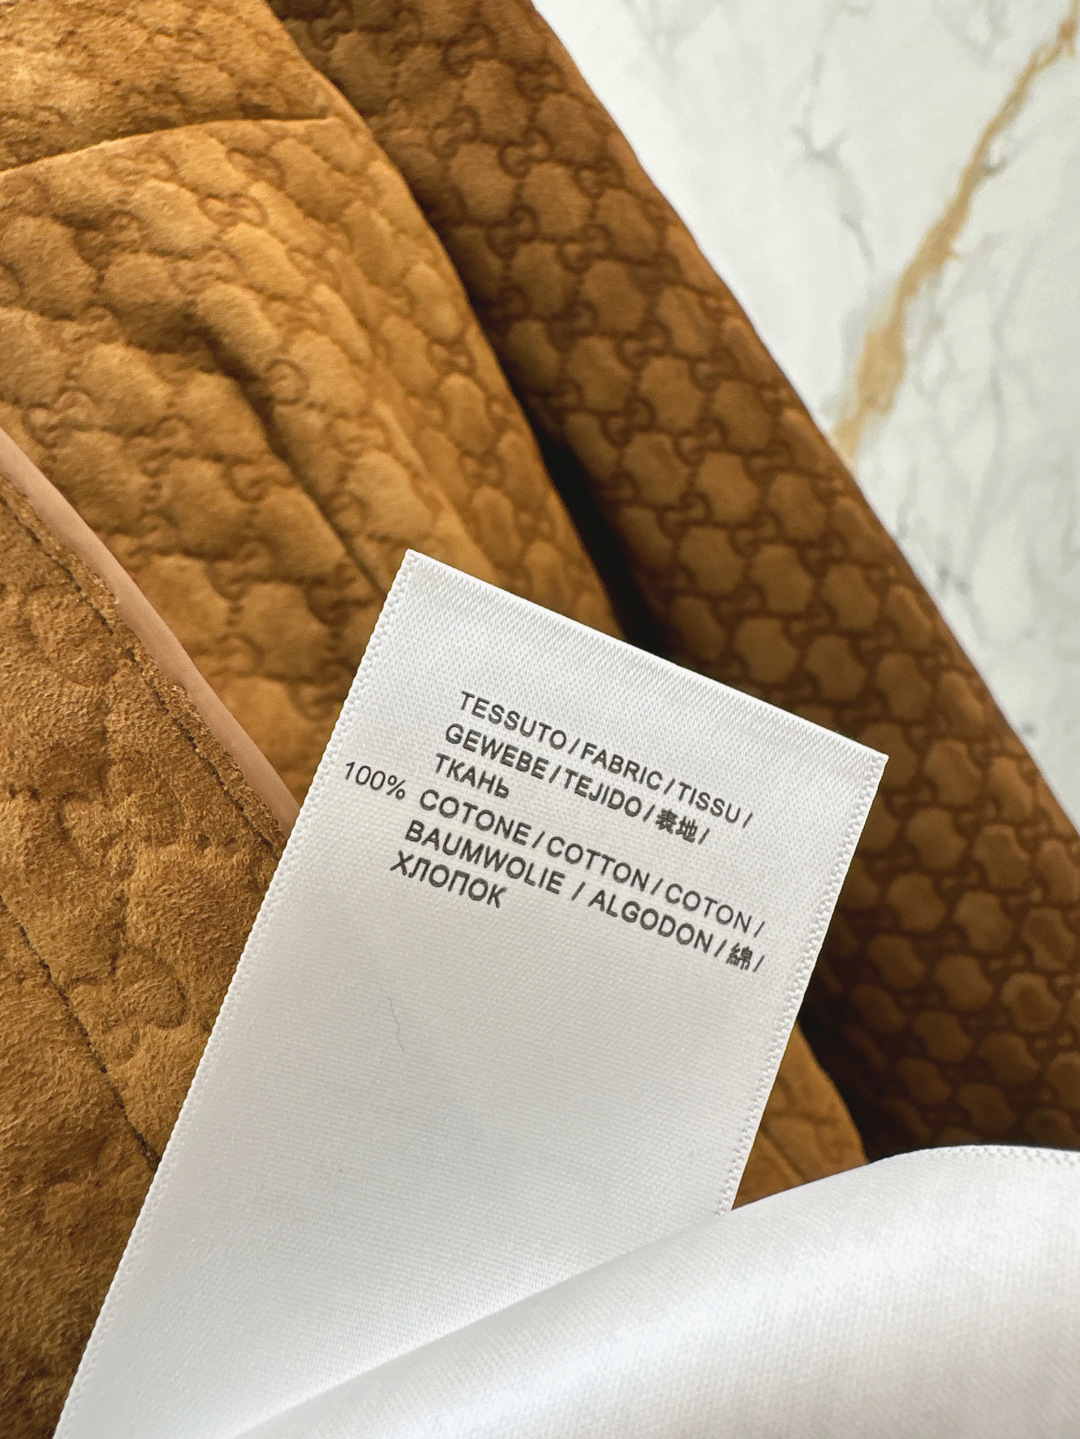 TESSUTO / FABRIC / TISSU /
GEWEBE / TEJIDO / 表地 /
ТКАНЬ
100% COTONE / COTTON / COTON /
BAUMWOLIE / ALGODON / 綿 /
ХЛОПОК